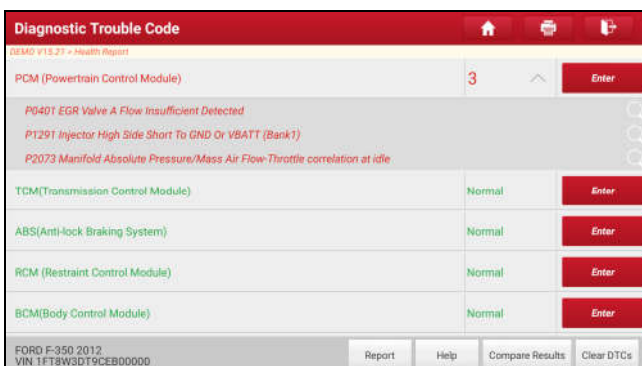 Diagnostic Trouble Code
DEMO V15.21 > Health Report
PCM (Powertrain Control Module) 3 Enter
P0401 EGR Valve A Flow Insufficient Detected
P1291 Injector High Side Short To GND Or VBATT (Bank1)
P2073 Manifold Absolute Pressure/Mass Air Flow-Throttle correlation at idle
TCM(Transmission Control Module) Normal Enter
ABS(Anti-lock Braking System) Normal Enter
RCM (Restraint Control Module) Normal Enter
BCM(Body Control Module) Normal Enter
FORD F-350 2012
VIN 1FT8W3DT9CEB00000
Report Help Compare Results Clear DTCs